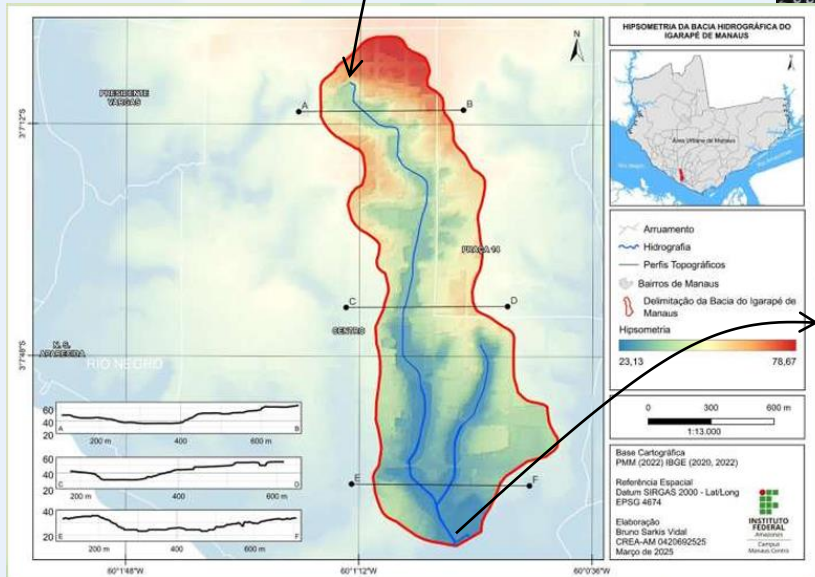 HIPSOMETRIA DA BACIA HIDROGRÁFICA DO
IGARAPÉ DE MANAUS
N
N
PRESIDENTE
VARGAS
A
B
3°7'12"S
Área Urbana de Manaus
Rio Negro
Rio Amazonas
PRAÇA 14
C
D
CENTRO
N. S.
APARECIDA
RIO NEGRO
3°7'48"S
E
F
Arruamento
Hidrografia
Perfis Topográficos
Bairros de Manaus
Delimitação da Bacia do Igarapé de
Manaus
Hipsometria
23,13 78,67
0 300 600 m
1:13.000
60
40
20
A B
200 m 400 600 m
60
40
20
C D
200 m 400 600 m
40
20
E F
200 m 400 600 m
60°1'48"W 60°1'12"W 60°0'36"W
Base Cartográfica
PMM (2022) IBGE (2020, 2022)
Referência Espacial
Datum SIRGAS 2000 - Lat/Long
EPSG 4674
Elaboração
Bruno Sarkis Vidal
CREA-AM 0420692525
Março de 2025
INSTITUTO
FEDERAL
Amazonas
Campus
Manaus Centro